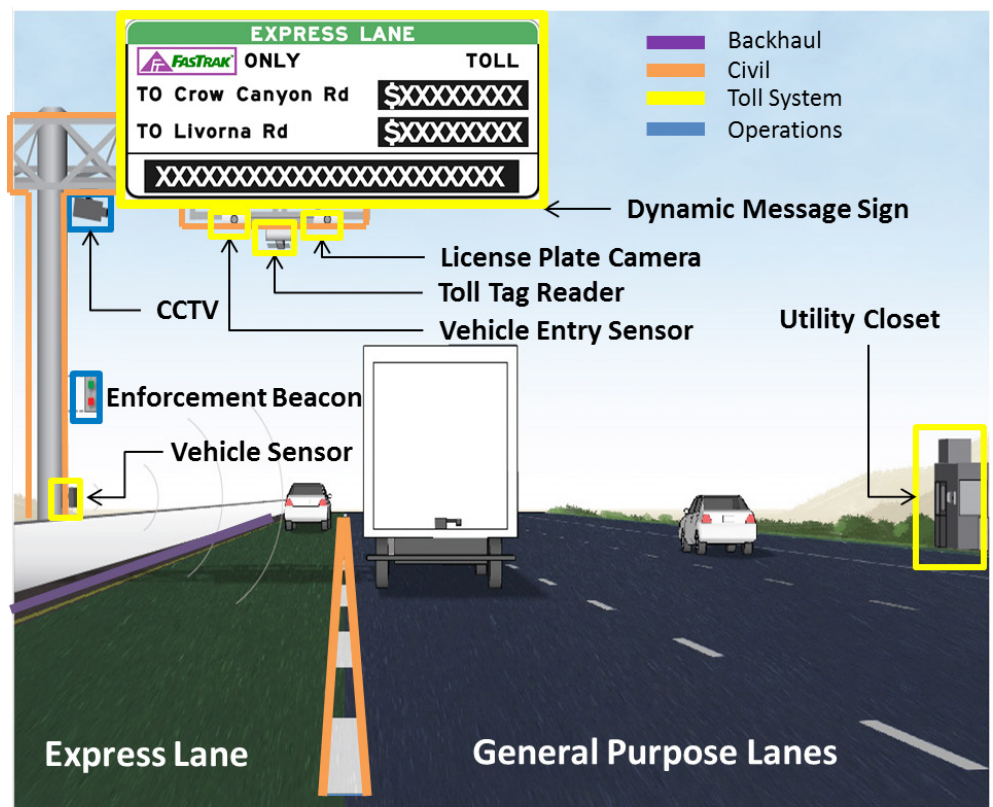 EXPRESS LANE
FASTRAK ONLY TOLL
TO Crow Canyon Rd $XXXXXXXX
TO Livorna Rd $XXXXXXXX
XXXXXXXXXXXXXXXXXXXXXXXX
Backhaul
Civil
Toll System
Operations
Dynamic Message Sign
License Plate Camera
Toll Tag Reader
Vehicle Entry Sensor
CCTV
Utility Closet
Enforcement Beacon
Vehicle Sensor
Express Lane
General Purpose Lanes